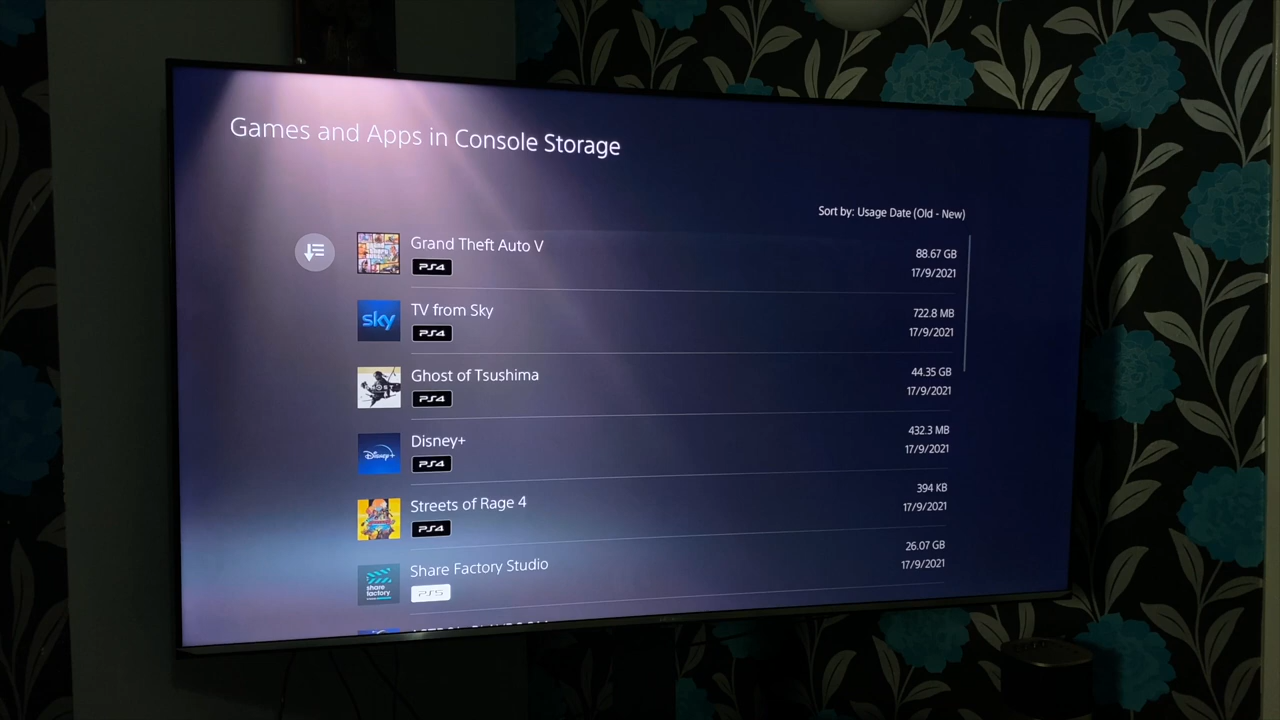 Games and Apps in Console Storage
Sort by: Usage Date (Old - New)
Grand Theft Auto V
PS4
88.67 GB
17/9/2021
sky
TV from Sky
PS4
722.8 MB
17/9/2021
Ghost of Tsushima
PS4
44.35 GB
17/9/2021
Disney+
Disney+
PS4
432.3 MB
17/9/2021
Streets of Rage 4
PS4
394 KB
17/9/2021
share
factory
Share Factory Studio
PS5
26.07 GB
17/9/2021